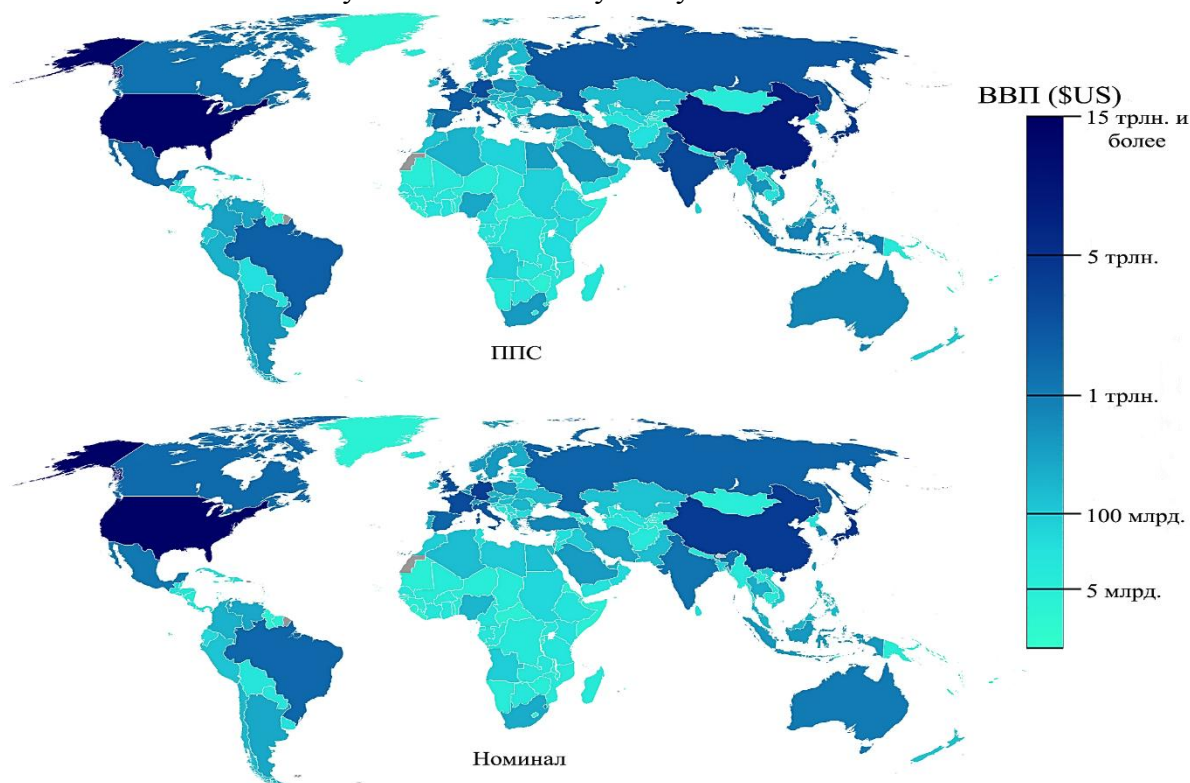 ВВП ($US)
15 трлн. и
более
5 трлн.
1 трлн.
100 млрд.
5 млрд.
ППС
Номинал